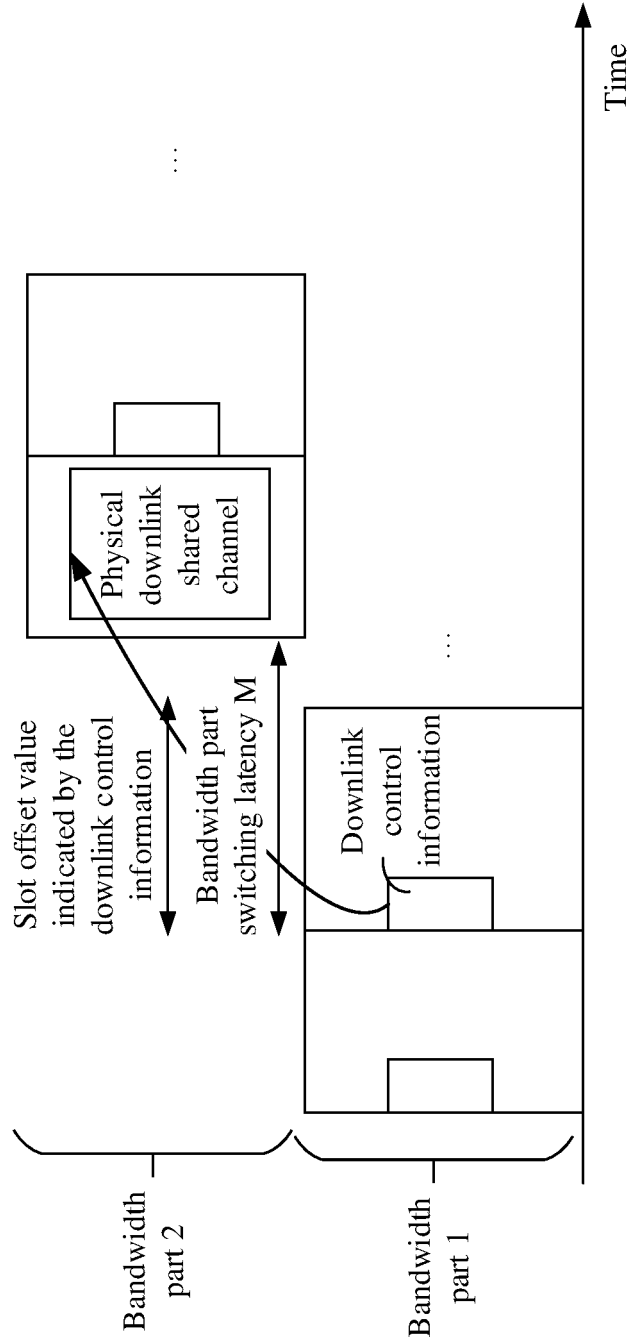 Bandwidth
part 2
Slot offset value
indicated by the
downlink control
information
Bandwidth part
switching latency M
Physical
downlink
shared
channel
...
Bandwidth
part 1
Downlink
control
information
...
Time